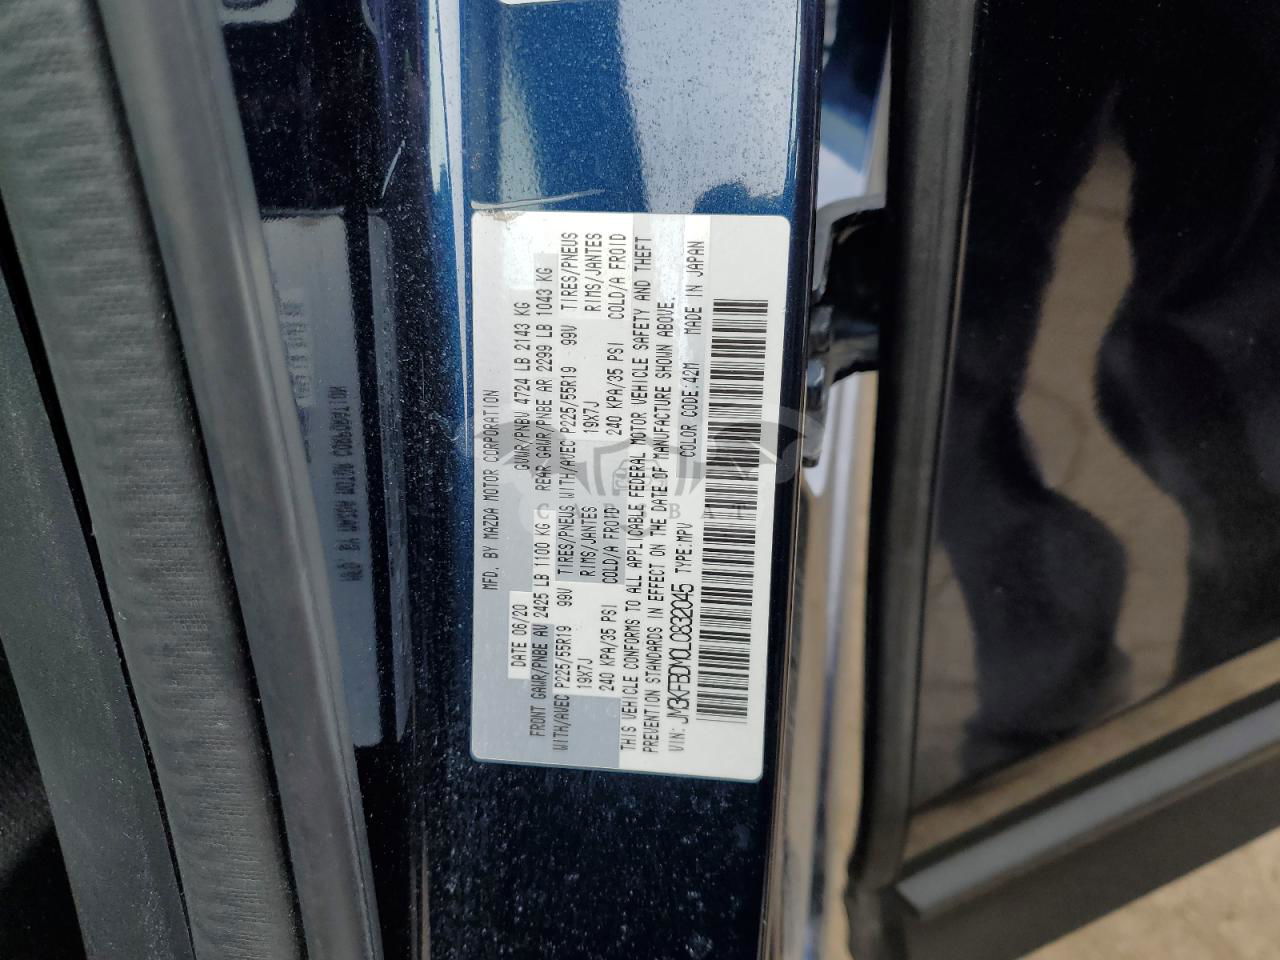 MFD. BY MAZDA MOTOR CORPORATION
DATE 06/20 GVWR/PNBV 4724 LB 2143 KG
FRONT GAWR/PNBE AV 2425 LB 1100 KG REAR GAWR/PNBE AR 2299 LB 1043 KG
WITH/AVEC P225/55R19 99V TIRES/PNEUS WITH/AVEC P225/55R19 99V TIRES/PNEUS
19X7J RIMS/JANTES 19X7J RIMS/JANTES
240 KPA/35 PSI COLD/A FROID 240 KPA/35 PSI COLD/A FROID
THIS VEHICLE CONFORMS TO ALL APPLICABLE FEDERAL MOTOR VEHICLE SAFETY AND THEFT
PREVENTION STANDARDS IN EFFECT ON THE DATE OF MANUFACTURE SHOWN ABOVE.
VIN: JM3KFBDM0L0832045 TYPE:MPV COLOR CODE:42M MADE IN JAPAN